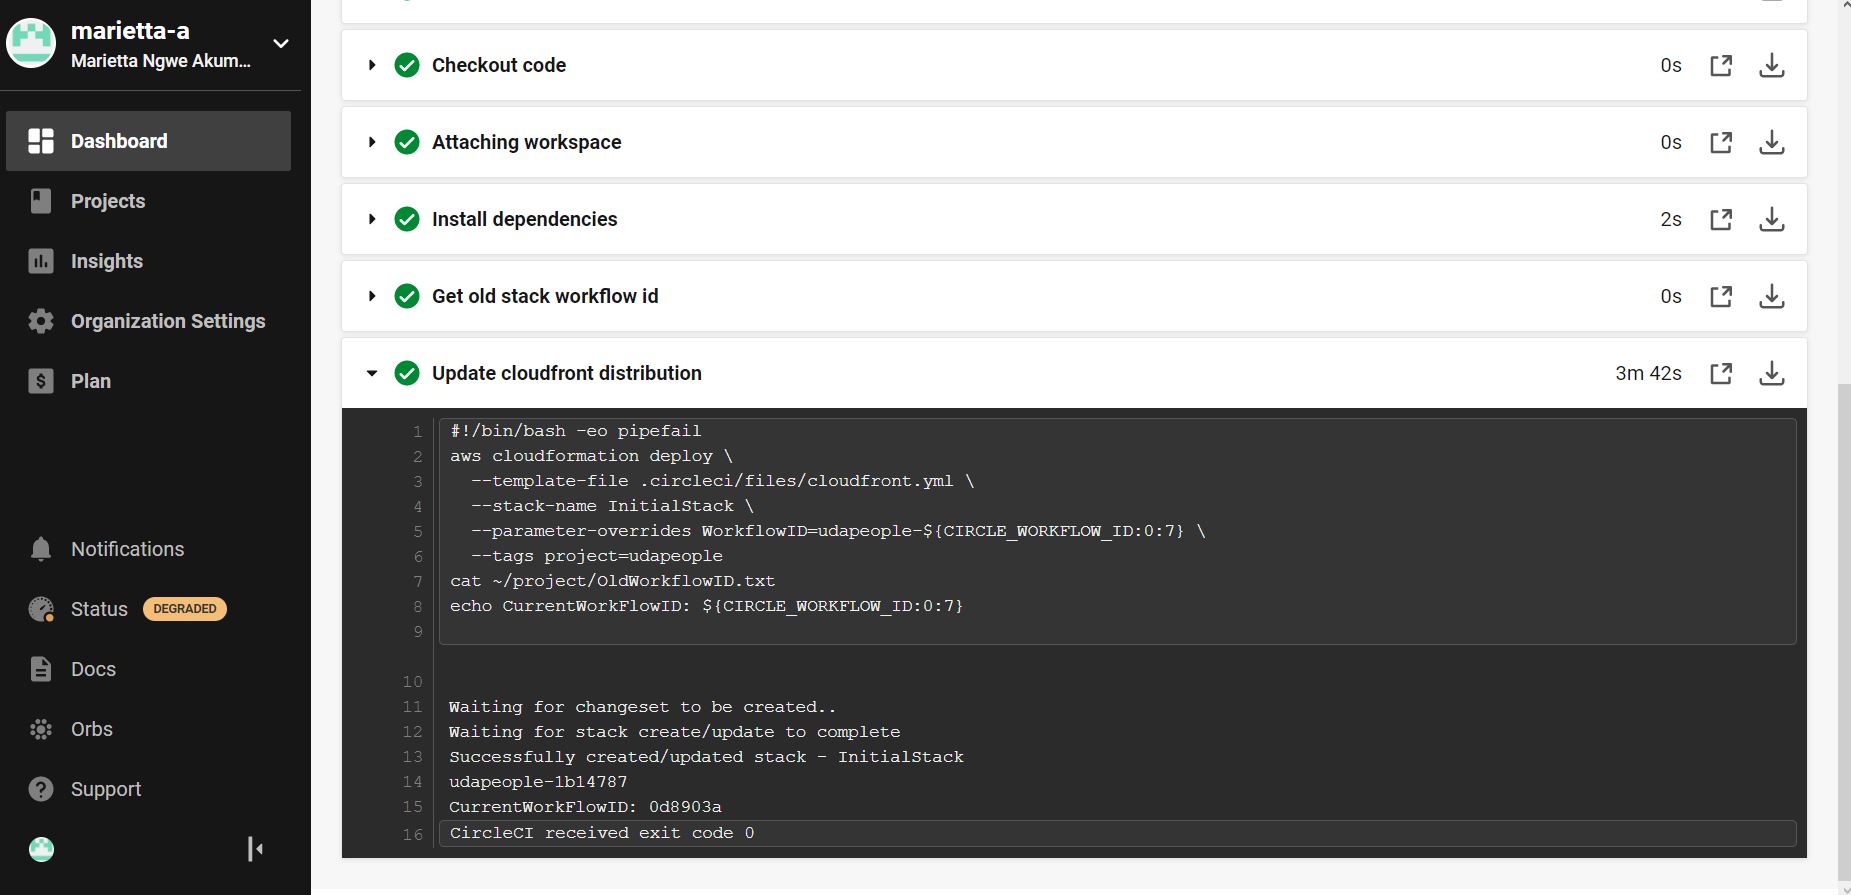 marietta-a
Marietta Ngwe Akum...
Dashboard
Projects
Insights
Organization Settings
$ Plan
Notifications
Status DEGRADED
Docs
Orbs
? Support
Checkout code 0s
Attaching workspace 0s
Install dependencies 2s
Get old stack workflow id 0s
Update cloudfront distribution 3m 42s
1 #!/bin/bash -eo pipefail
2 aws cloudformation deploy \
3 --template-file .circleci/files/cloudfront.yml \
4 --stack-name InitialStack \
5 --parameter-overrides WorkflowID=udapeople-${CIRCLE_WORKFLOW_ID:0:7} \
6 --tags project=udapeople
7 cat ~/project/OldWorkflowID.txt
8 echo CurrentWorkFlowID: ${CIRCLE_WORKFLOW_ID:0:7}
9
10
11 Waiting for changeset to be created..
12 Waiting for stack create/update to complete
13 Successfully created/updated stack - InitialStack
14 udapeople-1b14787
15 CurrentWorkFlowID: 0d8903a
16 CircleCI received exit code 0